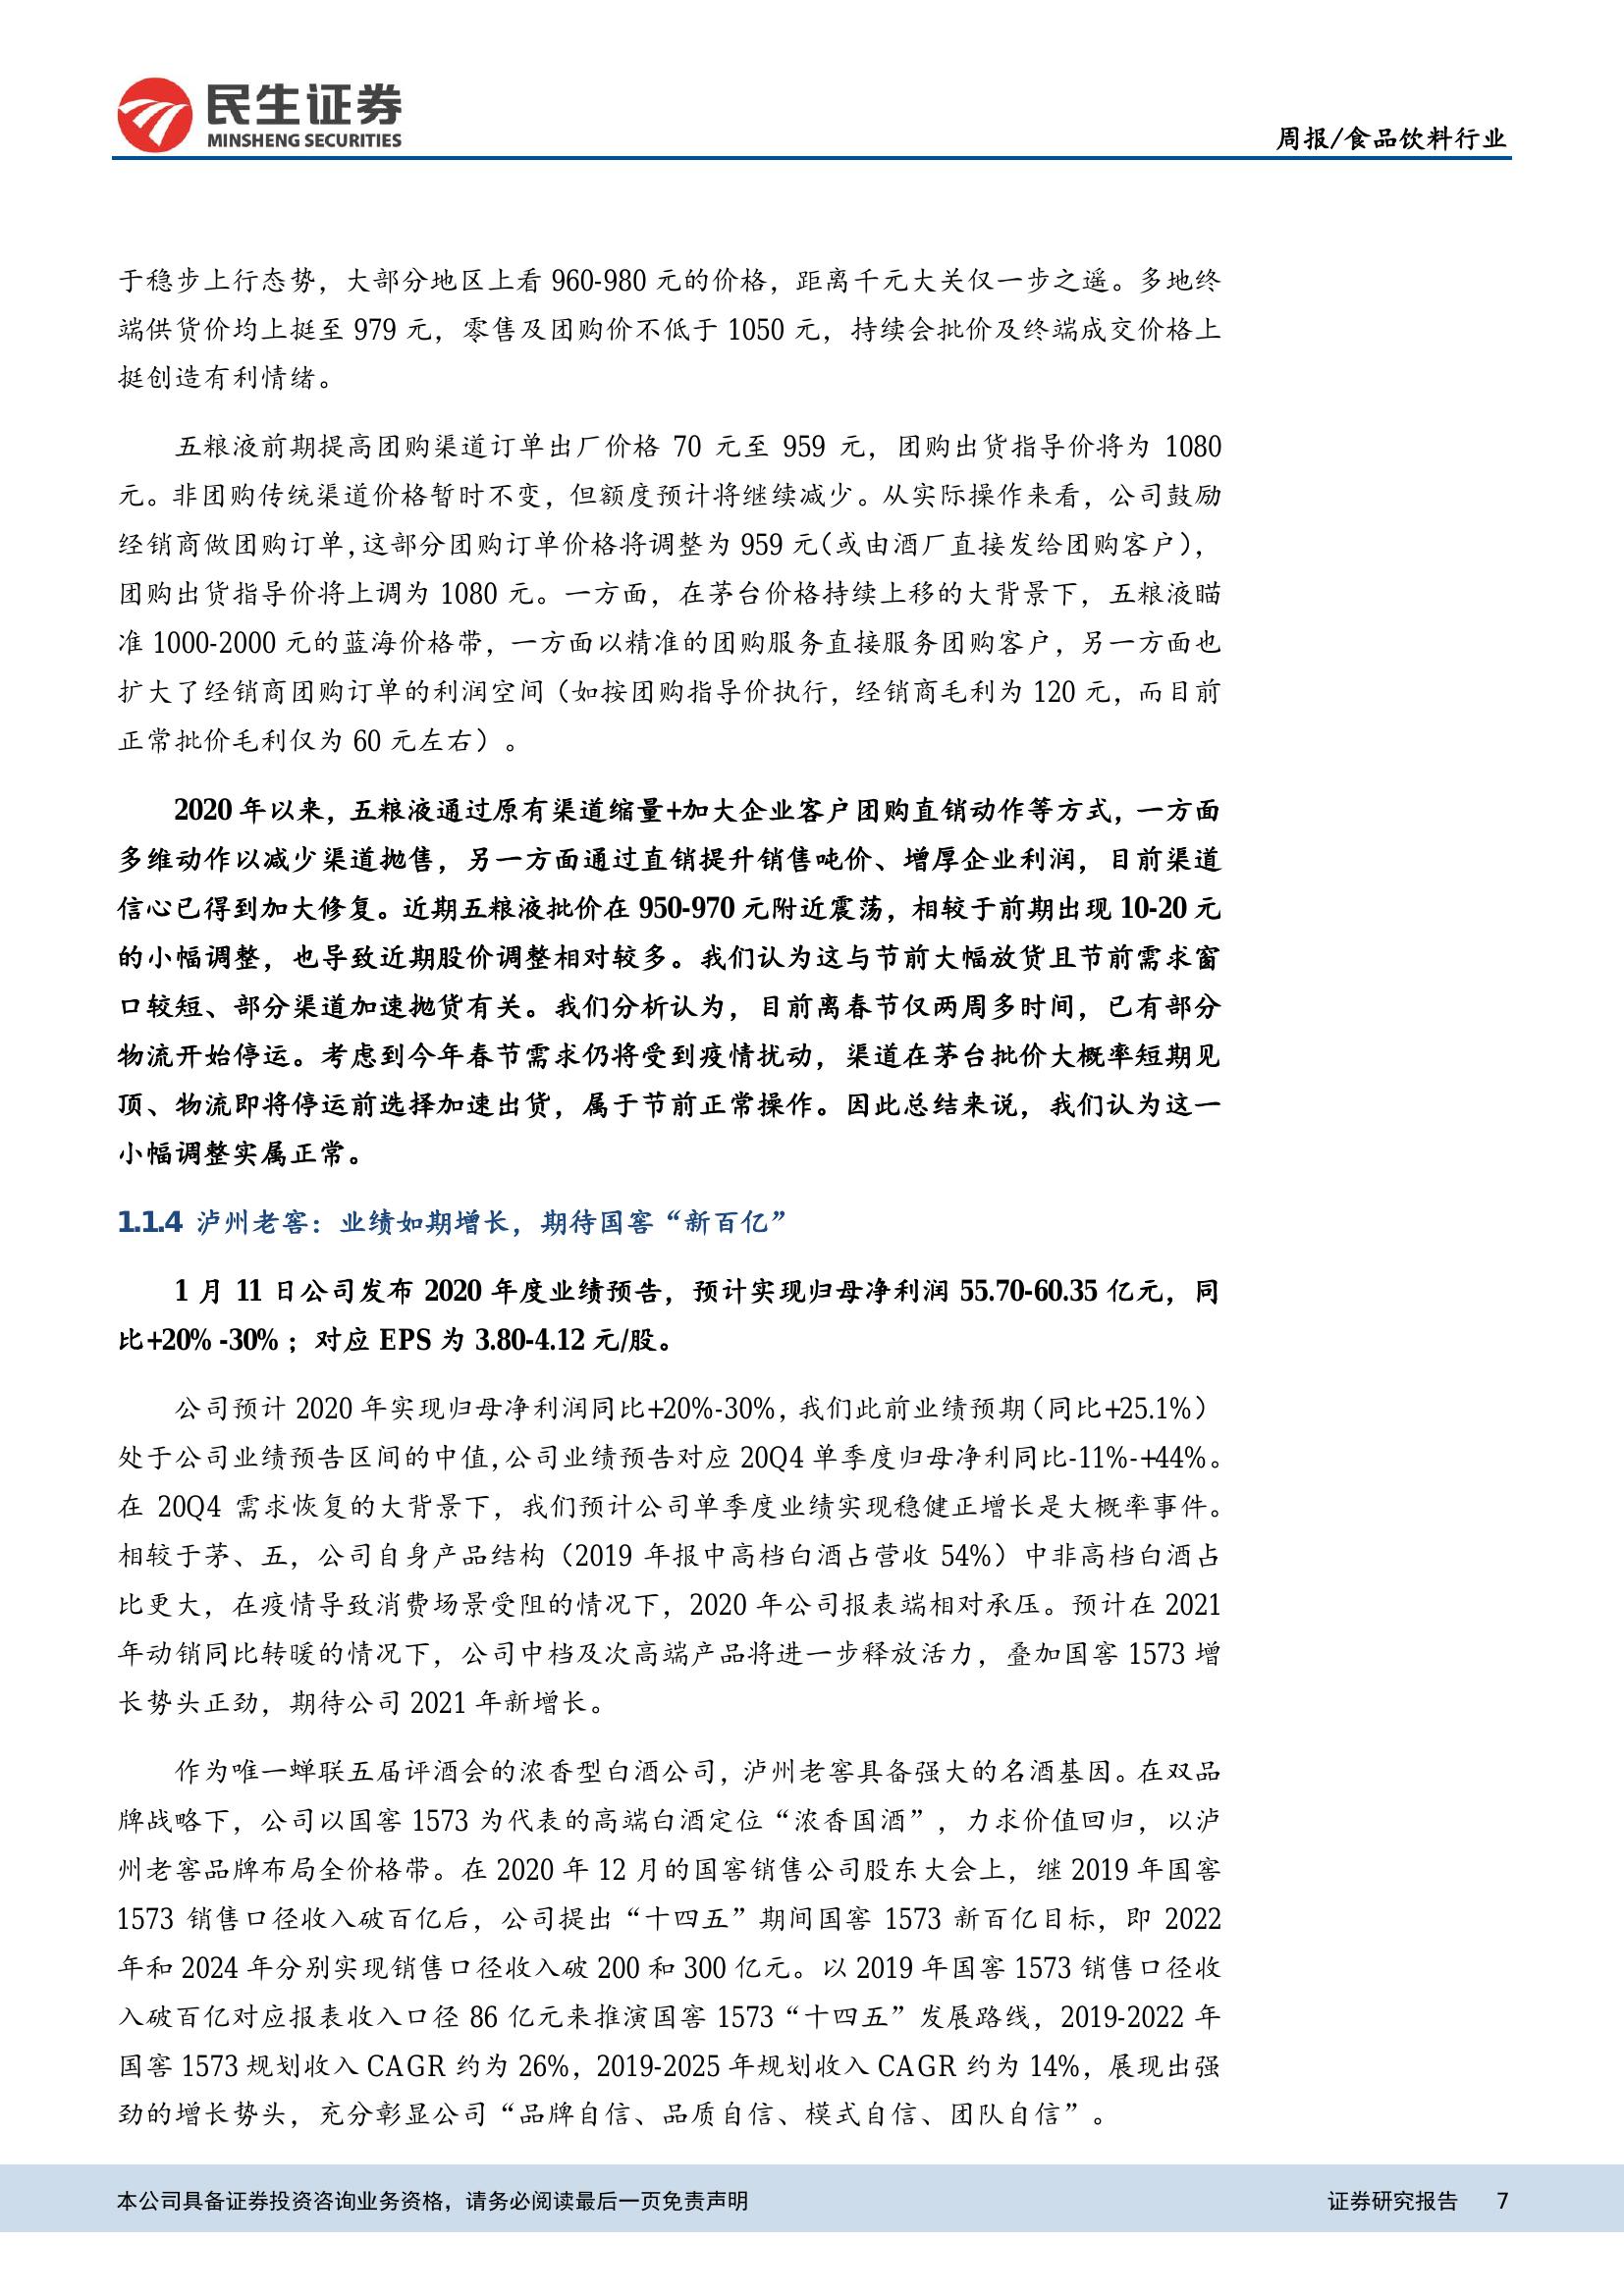 民生证券
MINSHENG SECURITIES
周报/食品饮料行业
于稳步上行态势，大部分地区上看 960-980 元的价格，距离千元大关仅一步之遥。多地终
端供货价均上挺至 979 元，零售及团购价不低于 1050 元，持续会批价及终端成交价格上
挺创造有利情绪。
五粮液前期提高团购渠道订单出厂价格 70 元至 959 元，团购出货指导价将为 1080
元。非团购传统渠道价格暂时不变，但额度预计将继续减少。从实际操作来看，公司鼓励
经销商做团购订单，这部分团购订单价格将调整为 959 元（或由酒厂直接发给团购客户），
团购出货指导价将上调为 1080 元。一方面，在茅台价格持续上移的大背景下，五粮液瞄
准 1000-2000 元的蓝海价格带，一方面以精准的团购服务直接服务团购客户，另一方面也
扩大了经销商团购订单的利润空间（如按团购指导价执行，经销商毛利为 120 元，而目前
正常批价毛利仅为 60 元左右）。
2020 年以来，五粮液通过原有渠道缩量+加大企业客户团购直销动作等方式，一方面
多维动作以减少渠道抛售，另一方面通过直销提升销售吨价、增厚企业利润，目前渠道
信心已得到加大修复。近期五粮液批价在 950-970 元附近震荡，相较于前期出现 10-20 元
的小幅调整，也导致近期股价调整相对较多。我们认为这与节前大幅放货且节前需求窗
口较短、部分渠道加速抛货有关。我们分析认为，目前离春节仅两周多时间，已有部分
物流开始停运。考虑到今年春节需求仍将受到疫情扰动，渠道在茅台批价大概率短期见
顶、物流即将停运前选择加速出货，属于节前正常操作。因此总结来说，我们认为这一
小幅调整实属正常。
1.1.4 泸州老窖：业绩如期增长，期待国窖“新百亿”
1 月 11 日公司发布 2020 年度业绩预告，预计实现归母净利润 55.70-60.35 亿元，同
比+20% -30%；对应 EPS 为 3.80-4.12 元/股。
公司预计 2020 年实现归母净利润同比+20%-30%，我们此前业绩预期（同比+25.1%）
处于公司业绩预告区间的中值，公司业绩预告对应 20Q4 单季度归母净利同比-11%-+44%。
在 20Q4 需求恢复的大背景下，我们预计公司单季度业绩实现稳健正增长是大概率事件。
相较于茅、五，公司自身产品结构（2019 年报中高档白酒占营收 54%）中非高档白酒占
比更大，在疫情导致消费场景受阻的情况下，2020 年公司报表端相对承压。预计在 2021
年动销同比转暖的情况下，公司中档及次高端产品将进一步释放活力，叠加国窖 1573 增
长势头正劲，期待公司 2021 年新增长。
作为唯一蝉联五届评酒会的浓香型白酒公司，泸州老窖具备强大的名酒基因。在双品
牌战略下，公司以国窖 1573 为代表的高端白酒定位“浓香国酒”，力求价值回归，以泸
州老窖品牌布局全价格带。在 2020 年 12 月的国窖销售公司股东大会上，继 2019 年国窖
1573 销售口径收入破百亿后，公司提出“十四五”期间国窖 1573 新百亿目标，即 2022
年和 2024 年分别实现销售口径收入破 200 和 300 亿元。以 2019 年国窖 1573 销售口径收
入破百亿对应报表收入口径 86 亿元来推演国窖 1573“十四五”发展路线，2019-2022 年
国窖 1573 规划收入 CAGR 约为 26%，2019-2025 年规划收入 CAGR 约为 14%，展现出强
劲的增长势头，充分彰显公司“品牌自信、品质自信、模式自信、团队自信”。
本公司具备证券投资咨询业务资格，请务必阅读最后一页免责声明
证券研究报告 7